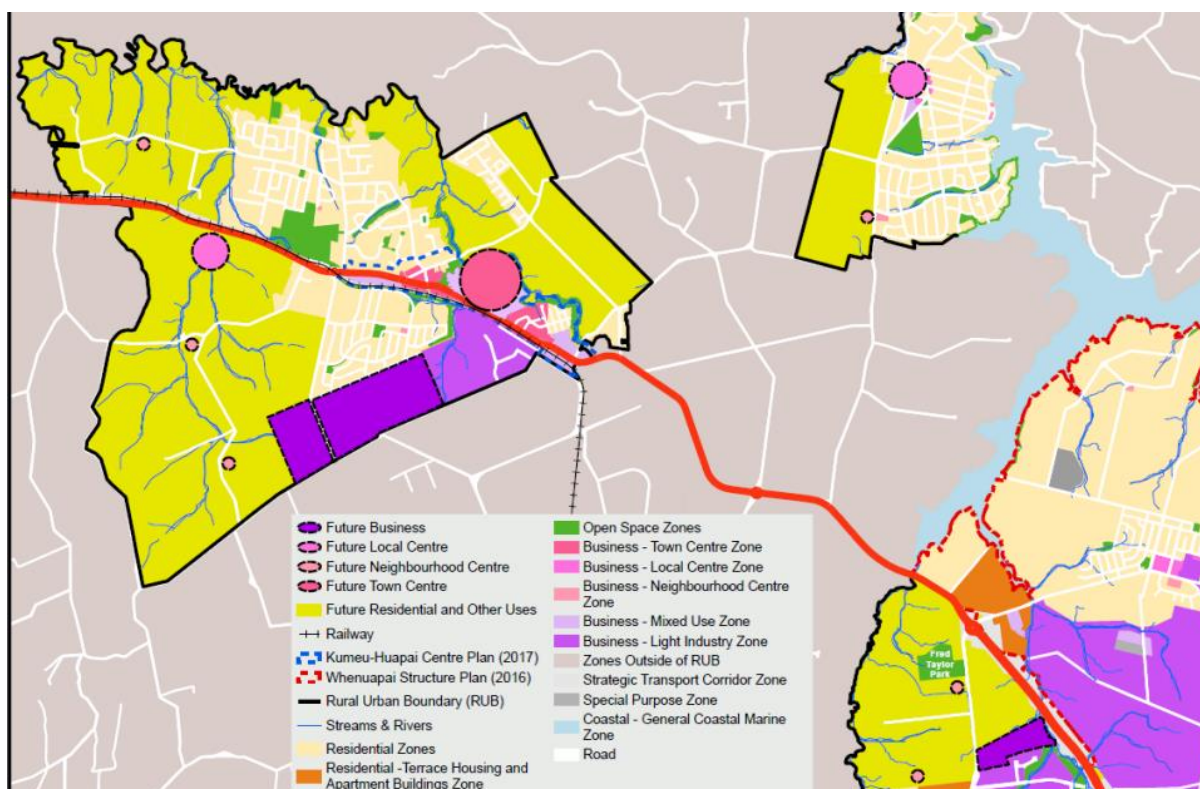 Fred
Taylor
Park
Future Business
Future Local Centre
Future Neighbourhood Centre
Future Town Centre
Future Residential and Other Uses
Railway
Kumeu-Huapai Centre Plan (2017)
Whenuapai Structure Plan (2016)
Rural Urban Boundary (RUB)
Streams & Rivers
Residential Zones
Residential -Terrace Housing and
Apartment Buildings Zone
Open Space Zones
Business - Town Centre Zone
Business - Local Centre Zone
Business - Neighbourhood Centre
Zone
Business - Mixed Use Zone
Business - Light Industry Zone
Zones Outside of RUB
Strategic Transport Corridor Zone
Special Purpose Zone
Coastal - General Coastal Marine
Zone
Road